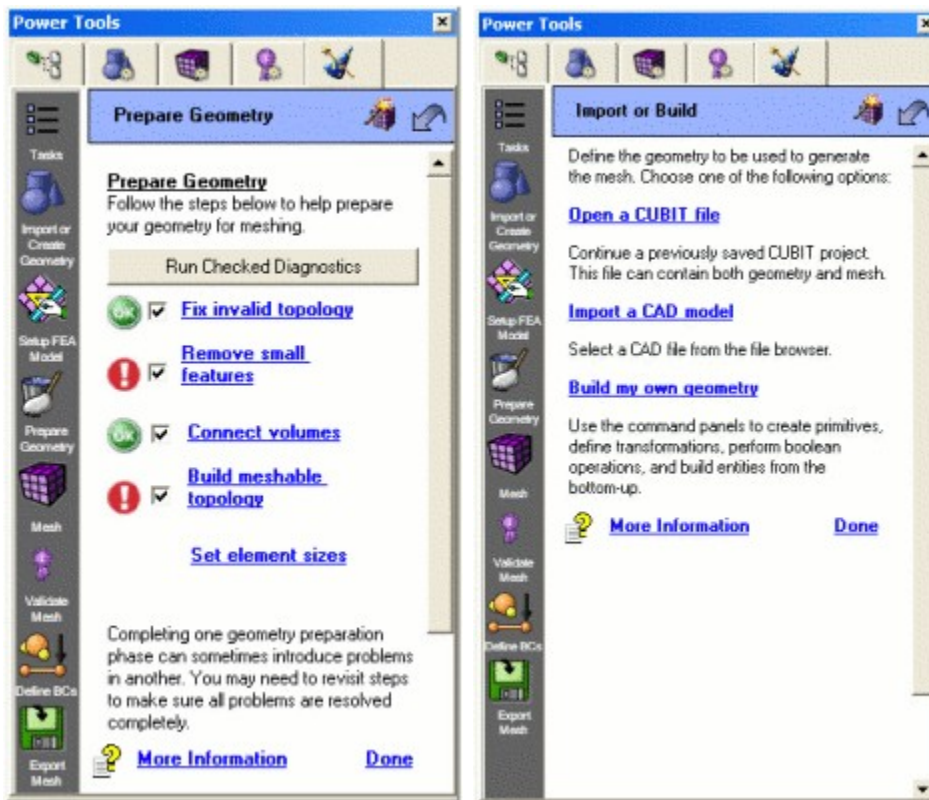 Power Tools
Prepare Geometry
Tasks
Import or
Create
Geometry
Setup FEA
Model
Prepare
Geometry
Mesh
Validate
Mesh
Define BCs
Export
Mesh
Prepare Geometry
Follow the steps below to help prepare
your geometry for meshing.
Run Checked Diagnostics
OK
Fix invalid topology
Remove small
features
OK
Connect volumes
Build meshable
topology
Set element sizes
Completing one geometry preparation
phase can sometimes introduce problems
in another. You may need to revisit steps
to make sure all problems are resolved
completely.
More Information
Done
Power Tools
Import or Build
Tasks
Import or
Create
Geometry
Setup FEA
Model
Prepare
Geometry
Mesh
Validate
Mesh
Define BCs
Export
Mesh
Define the geometry to be used to generate
the mesh. Choose one of the following options:
Open a CUBIT file
Continue a previously saved CUBIT project.
This file can contain both geometry and mesh.
Import a CAD model
Select a CAD file from the file browser.
Build my own geometry
Use the command panels to create primitives,
define transformations, perform boolean
operations, and build entities from the
bottom-up.
More Information
Done